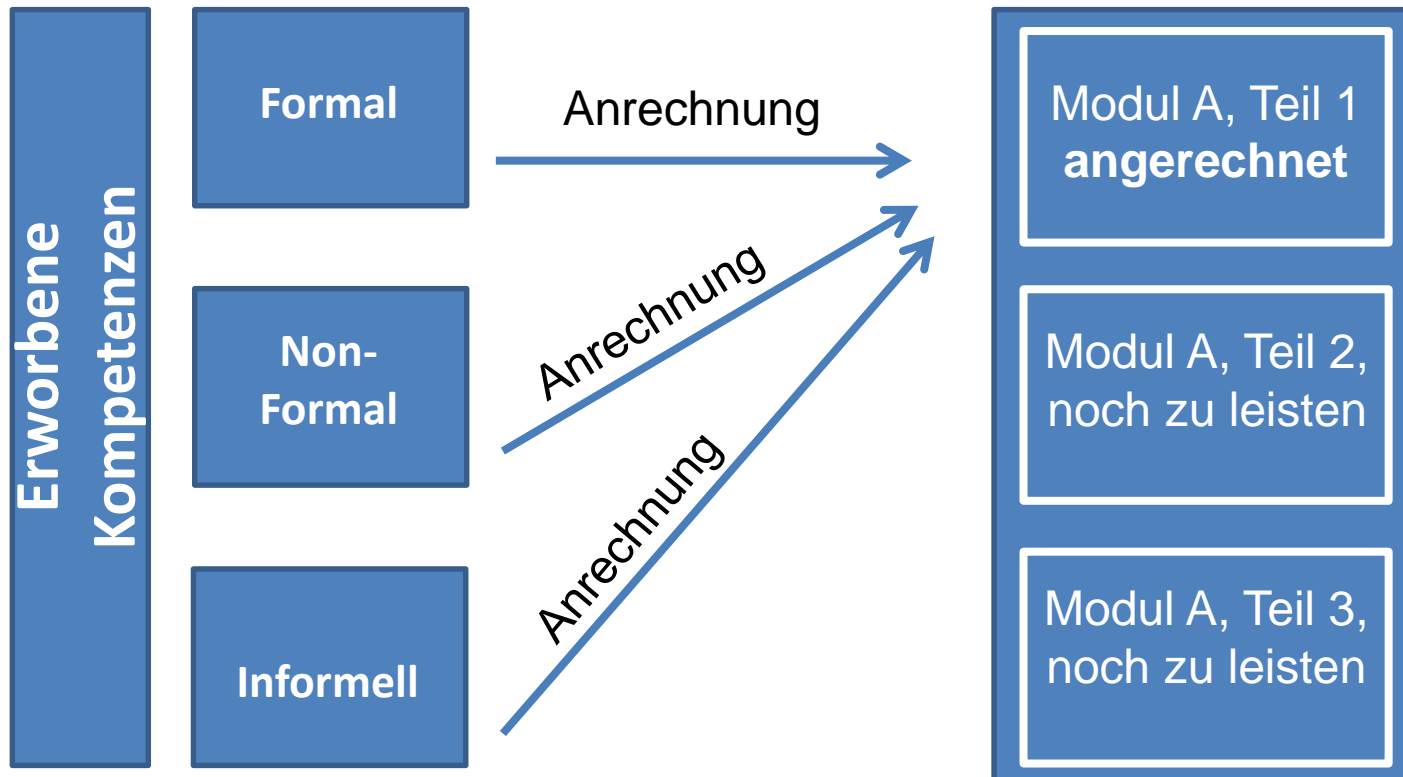 Erworbene
Kompetenzen
Formal
Non-
Formal
Informell
Anrechnung
Anrechnung
Anrechnung
Modul A, Teil 1
angerechnet
Modul A, Teil 2,
noch zu leisten
Modul A, Teil 3,
noch zu leisten